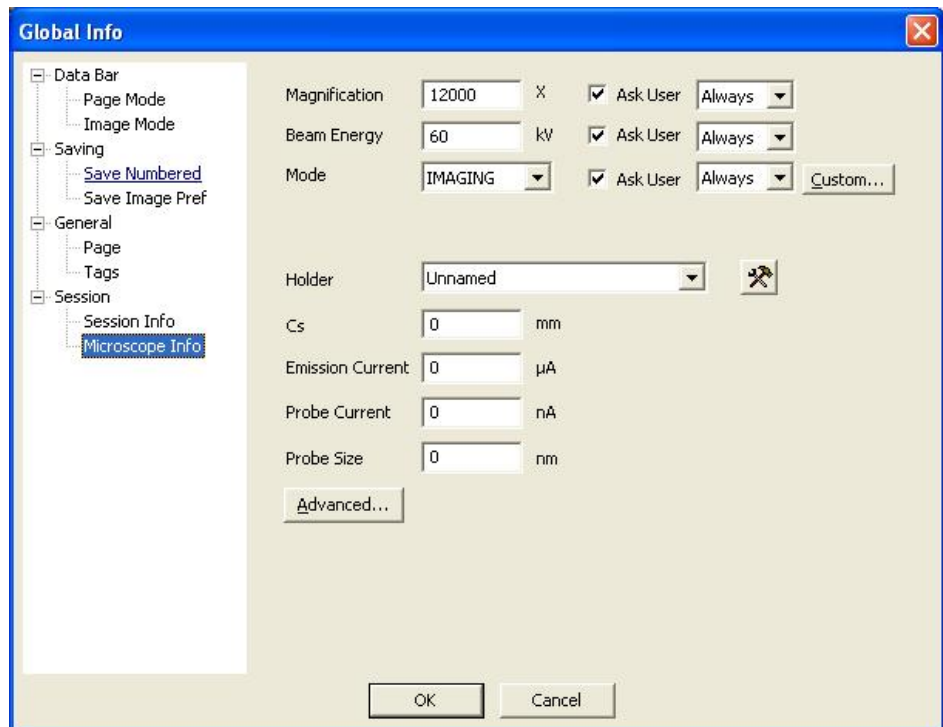 Global Info
Data Bar
Page Mode
Image Mode
Saving
Save Numbered
Save Image Pref
General
Page
Tags
Session
Session Info
Microscope Info
Magnification 12000 X Ask User Always
Beam Energy 60 kV Ask User Always
Mode IMAGING Ask User Always Custom...
Holder Unnamed
Cs 0 mm
Emission Current 0 µA
Probe Current 0 nA
Probe Size 0 nm
Advanced...
OK Cancel